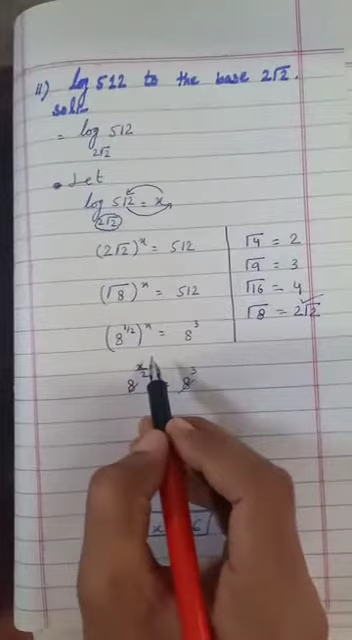 11) log 512 to the base 2√2.
solⁿ-
= log 512
2√2
• Let
log 512 = x
2√2
(2√2)^x = 512
(√8)^x = 512
(8^{1/2})^x = 8^3
8^{x/2} = 8^3
x 6
√4 = 2
√9 = 3
√16 = 4
√8 = 2√2